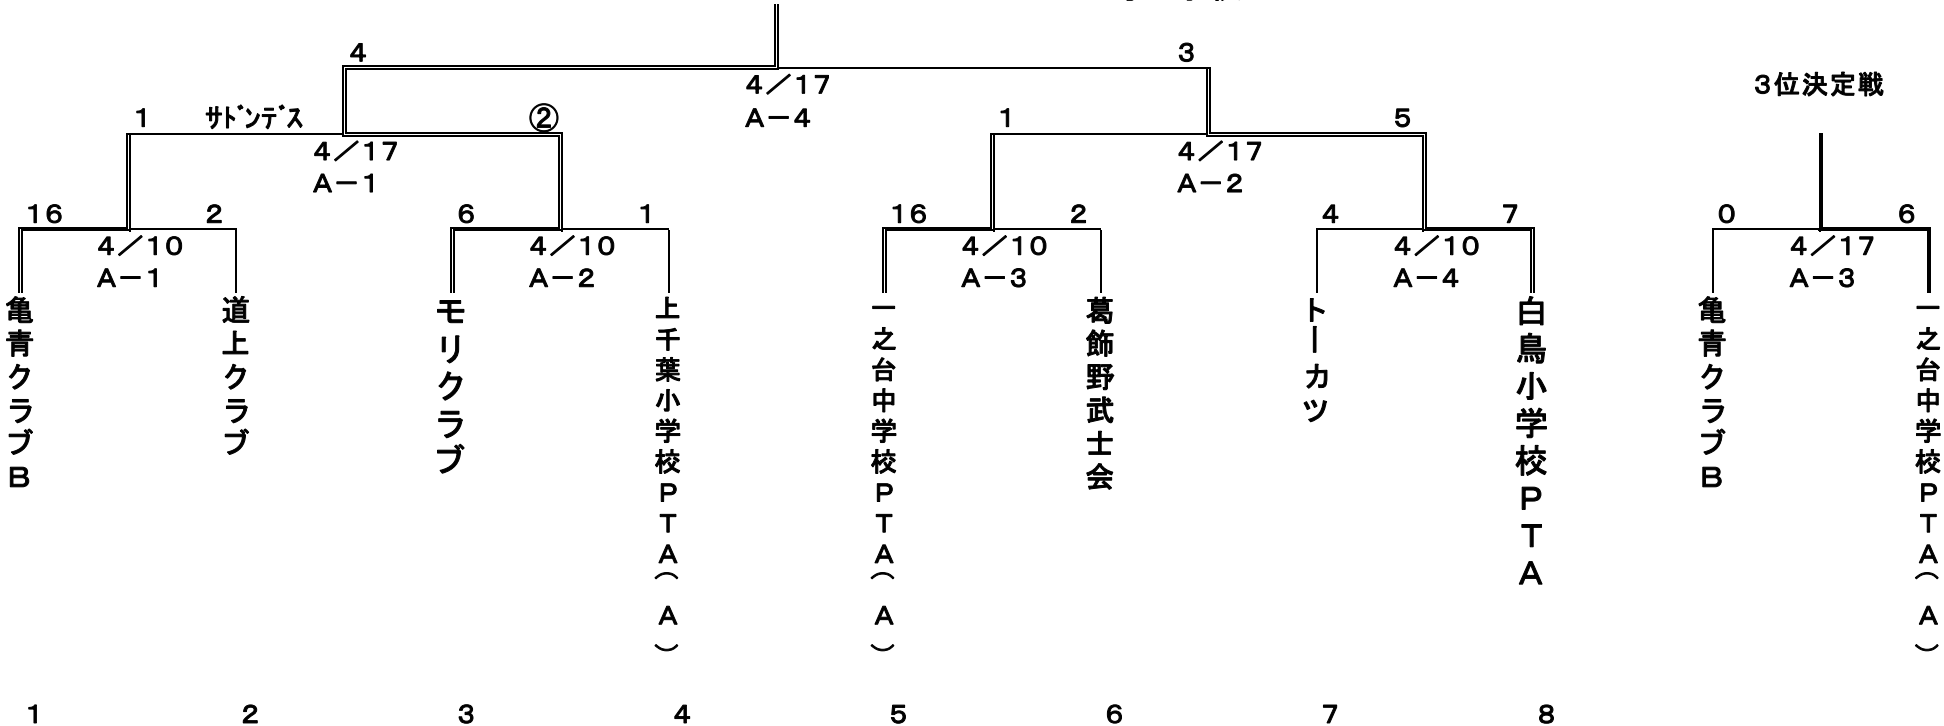 4
3
4／17
A－4
3位決定戦
1
ｻﾄﾞﾝﾃﾞｽ
②
1
5
4／17
A－1
4／17
A－2
16
2
6
1
16
2
4
7
0
6
4／10
A－1
4／10
A－2
4／10
A－3
4／10
A－4
4／17
A－3
亀青クラブB
道上クラブ
モリクラブ
上千葉小学校PTA（A）
一之台中学校PTA（A）
葛飾野武士会
トーカツ
白鳥小学校PTA
亀青クラブB
一之台中学校PTA（A）
1
2
3
4
5
6
7
8